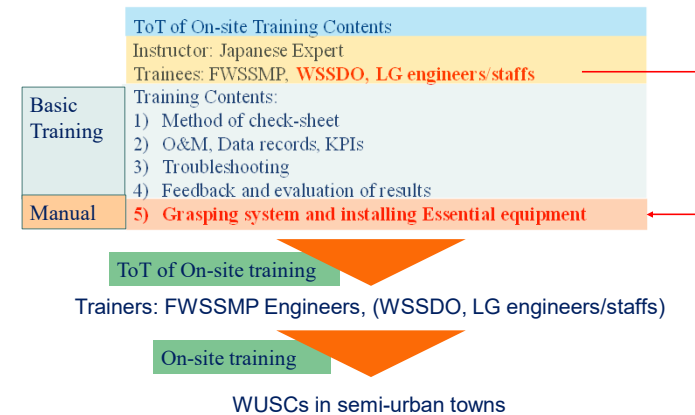 ToT of On-site Training Contents
Instructor: Japanese Expert
Trainees: FWSSMP, WSSDO, LG engineers/staffs
Basic
Training
Training Contents:
1) Method of check-sheet
2) O&M, Data records, KPIs
3) Troubleshooting
4) Feedback and evaluation of results
Manual
5) Grasping system and installing Essential equipment
ToT of On-site training
Trainers: FWSSMP Engineers, (WSSDO, LG engineers/staffs)
On-site training
WUSCs in semi-urban towns